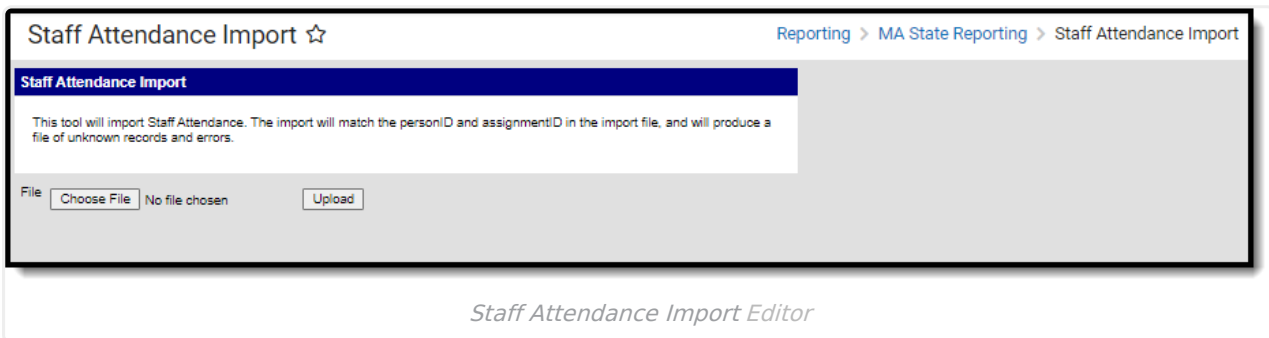 Staff Attendance Import ☆
Reporting > MA State Reporting > Staff Attendance Import
Staff Attendance Import
This tool will import Staff Attendance. The import will match the personID and assignmentID in the import file, and will produce a
file of unknown records and errors.
File Choose File No file chosen Upload
Staff Attendance Import Editor